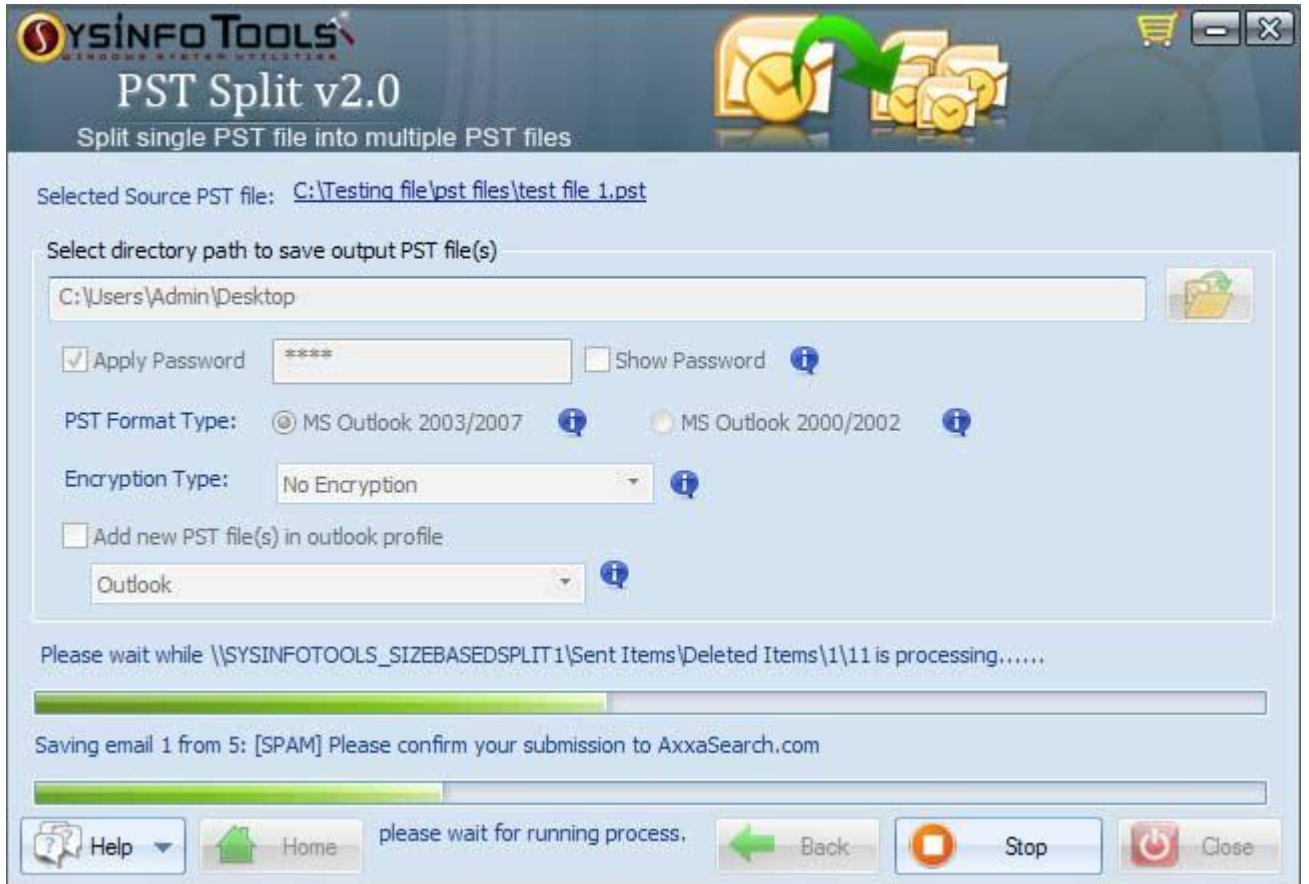 SYSINFO TOOLS
WINDOWS SYSTEM UTILITIES
PST Split v2.0
Split single PST file into multiple PST files
Selected Source PST file: C:\Testing file\pst files\test file 1.pst
Select directory path to save output PST file(s)
C:\Users\Admin\Desktop
Apply Password **** Show Password
PST Format Type: MS Outlook 2003/2007 MS Outlook 2000/2002
Encryption Type: No Encryption
Add new PST file(s) in outlook profile
Outlook
Please wait while \\SYSINFOTOOLS_SIZEBASEDSPLIT1\Sent Items\Deleted Items\1\11 is processing......
Saving email 1 from 5: [SPAM] Please confirm your submission to AxxaSearch.com
Help Home please wait for running process. Back Stop Close